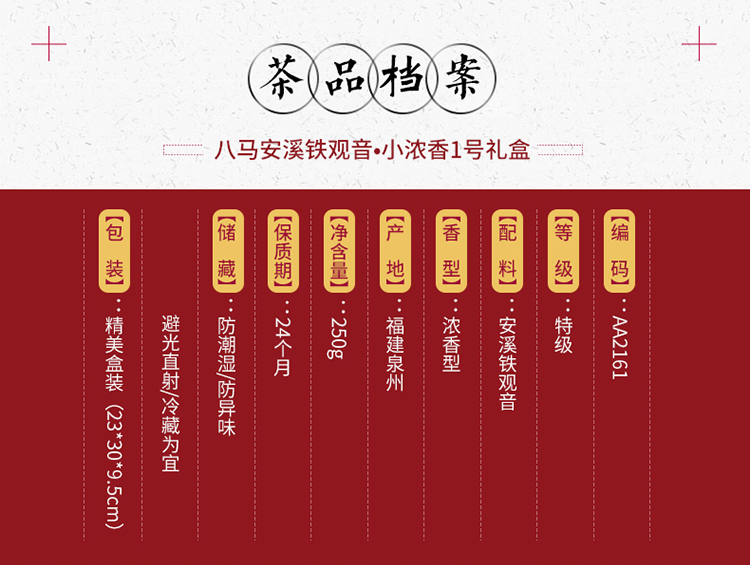 茶品档案
八马安溪铁观音•小浓香1号礼盒
【编码】：AA2161
【等级】：特级
【配料】：安溪铁观音
【香型】：浓香型
【产地】：福建泉州
【净含量】：250g
【保质期】：24个月
【储藏】：防潮湿/防异味
避光直射/冷藏为宜
【包装】：精美盒装（23*30*9.5cm）